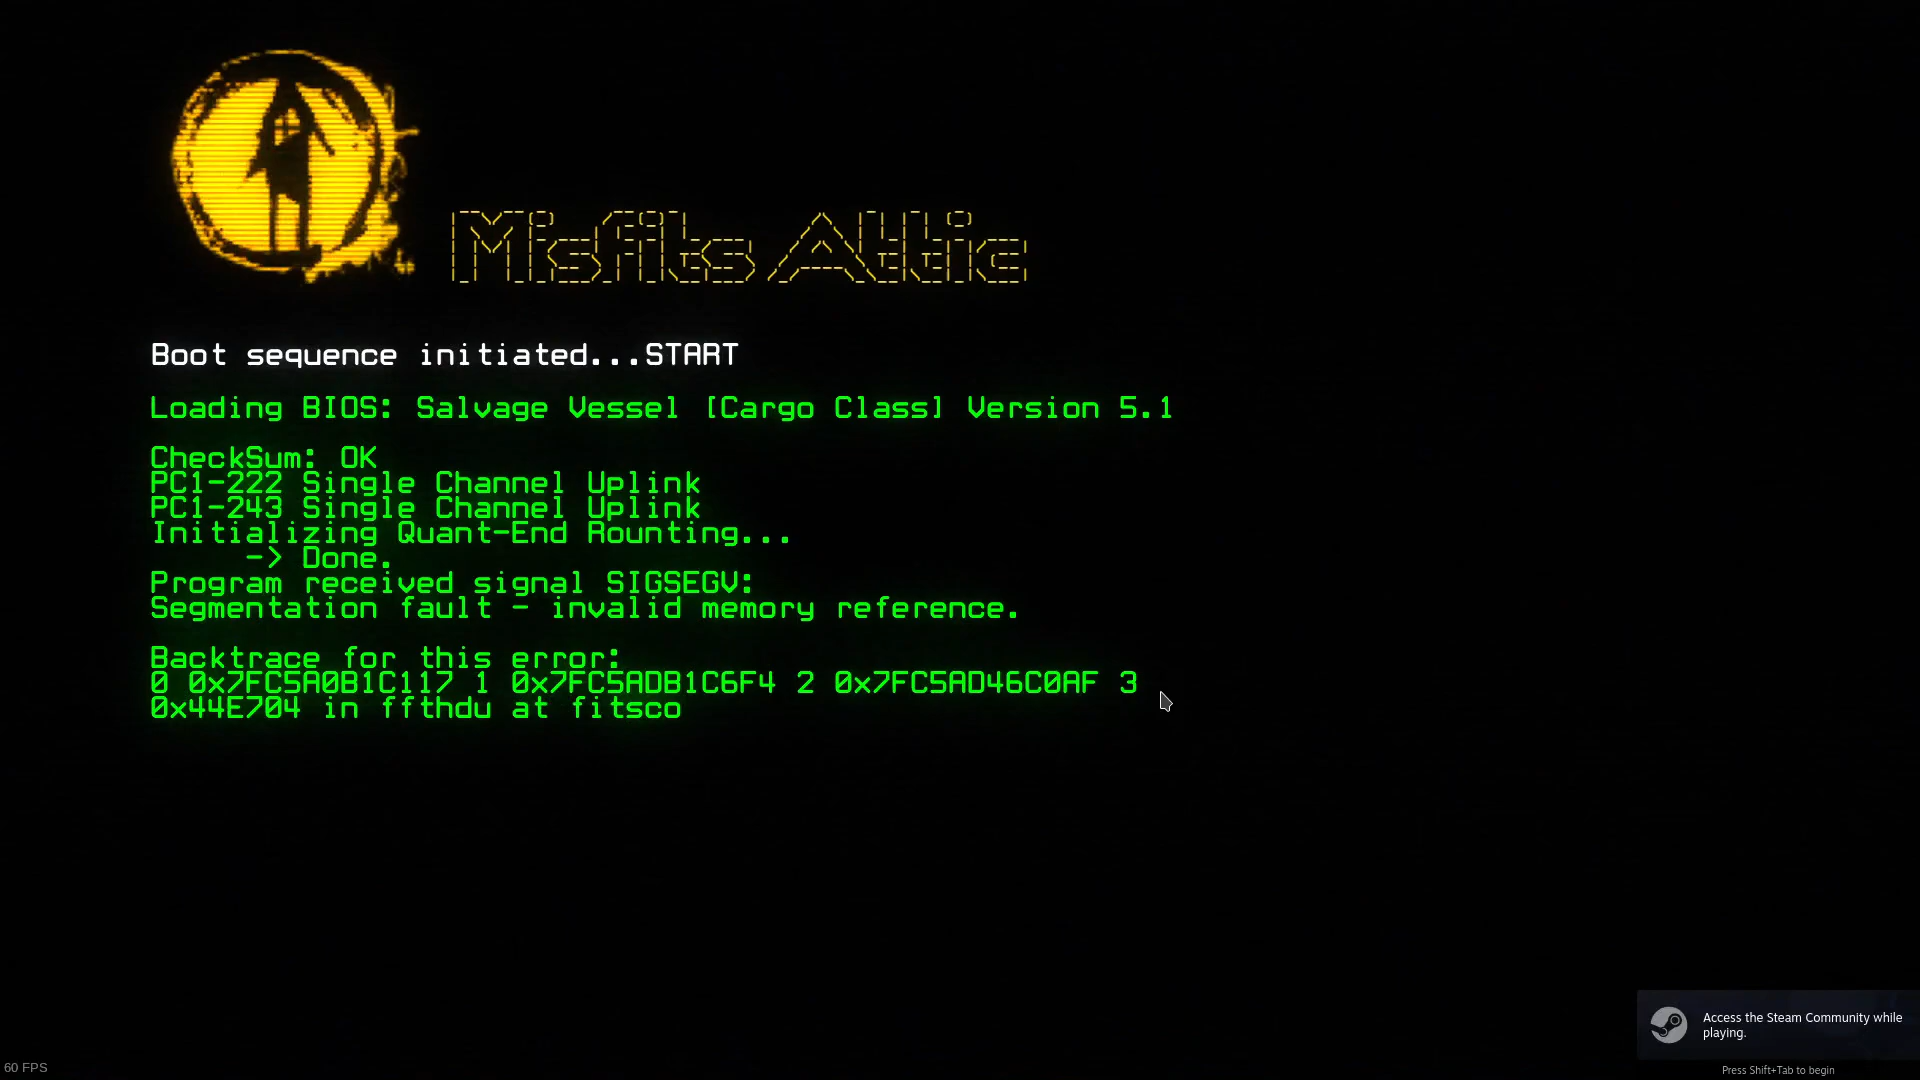 Misfits Attic
Boot sequence initiated...START
Loading BIOS: Salvage Vessel [Cargo Class] Version 5.1
CheckSum: OK
PC1-222 Single Channel Uplink
PC1-243 Single Channel Uplink
Initializing Quant-End Rounting...
-> Done.
Program received signal SIGSEGV:
Segmentation fault - invalid memory reference.
Backtrace for this error:
0 0x7FC5A0B1C117 1 0x7FC5ADB1C6F4 2 0x7FC5AD46C0AF 3
0x44E704 in ffthdu at fitsco
Access the Steam Community while
playing.
Press Shift+Tab to begin
60 FPS